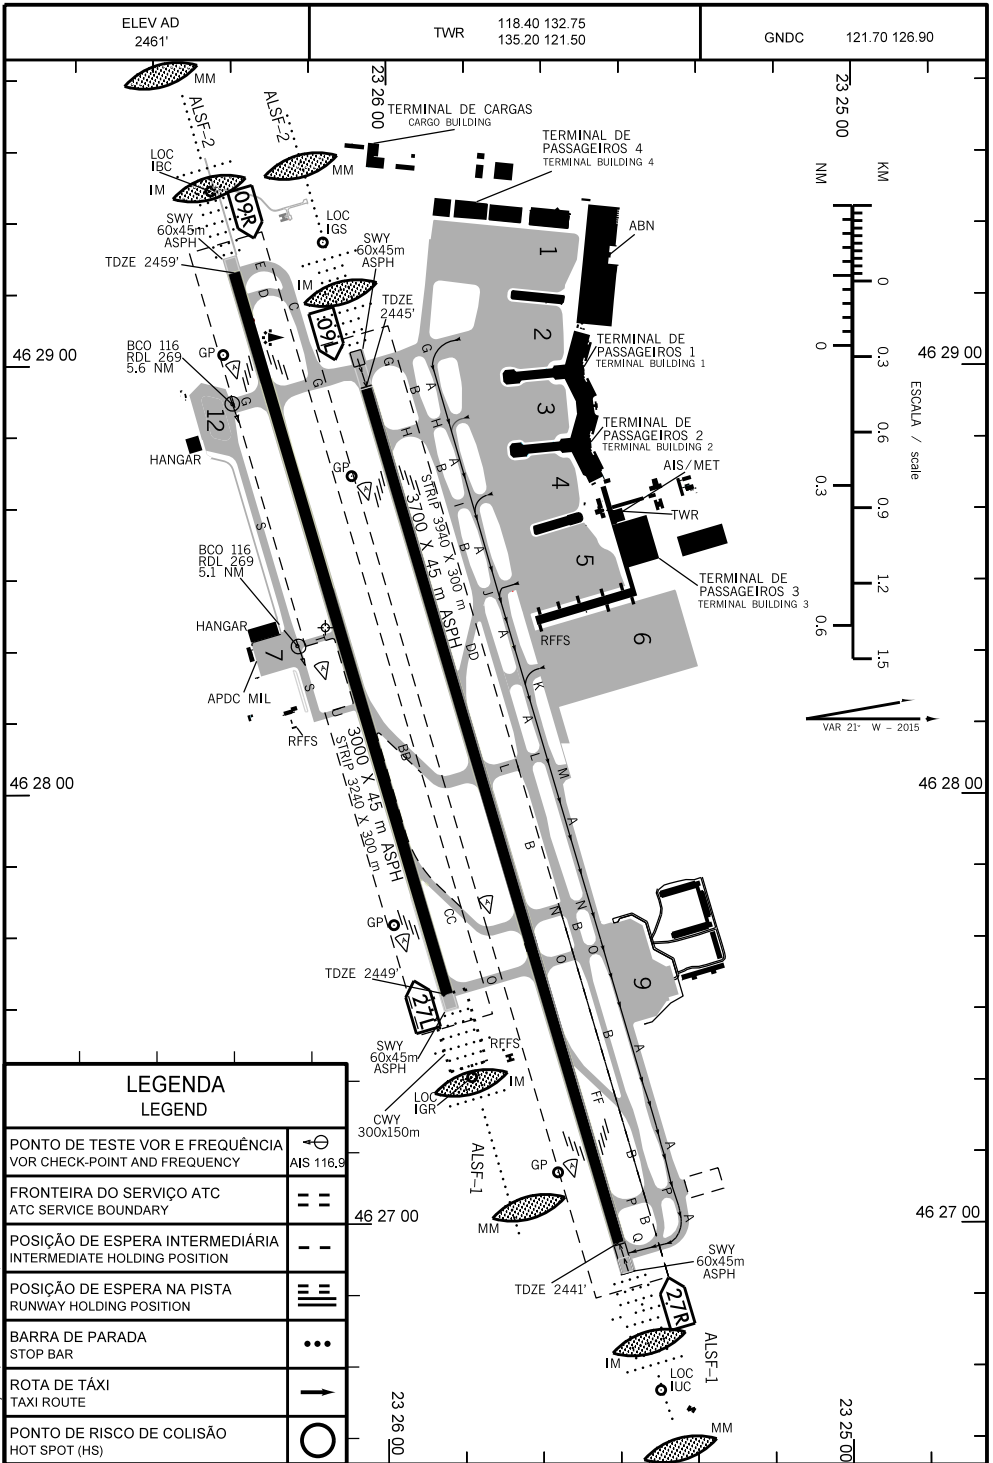 ELEV AD
2461'
TWR
118.40 132.75
135.20 121.50
GNDC
121.70 126.90
MM
ALSF-2
ALSF-2
23 26 00
23 25 00
TERMINAL DE CARGAS
CARGO BUILDING
TERMINAL DE
PASSAGEIROS 4
TERMINAL BUILDING 4
LOC
IBC
IM
MM
NM
KM
09R
SWY
60x45m
ASPH
LOC
IGS
SWY
60x45m
ASPH
ABN
1
TDZE 2459'
E
D
C
IM
09L
TDZE
2445'
2
0
0
TERMINAL DE
PASSAGEIROS 1
TERMINAL BUILDING 1
BCO 116
RDL 269
5.6 NM
GP
46 29 00
46 29 00
G
G
G
G
A
B
H
H
A
B
I
A
B
J
A
0.3
0.6
0.3
0.9
1.2
0.6
1.5
ESCALA / scale
3
12
HANGAR
TERMINAL DE
PASSAGEIROS 2
TERMINAL BUILDING 2
AIS/MET
GP
4
TWR
STRIP 3940 X 300 m
3700 X 45 m ASPH
S
BCO 116
RDL 269
5.1 NM
5
TERMINAL DE
PASSAGEIROS 3
TERMINAL BUILDING 3
HANGAR
T
RFFS
6
DD
7
K
S
APDC MIL
U
A
RFFS
VAR 21° W - 2015
BB
L
L
M
3000 X 45 m ASPH
STRIP 3240 X 300 m
46 28 00
46 28 00
A
B
CC
N
N
B
O
O
GP
9
TDZE 2449'
O
27L
A
SWY
60x45m
ASPH
RFFS
B
LOC
IGR
IM
CWY
300x150m
FF
ALSF-1
A
B
GP
P
P
A
B
Q
MM
46 27 00
46 27 00
SWY
60x45m
ASPH
TDZE 2441'
27R
IM
ALSF-1
LOC
IUC
MM
23 26 00
23 25 00
LEGENDA
LEGEND
PONTO DE TESTE VOR E FREQUÊNCIA
VOR CHECK-POINT AND FREQUENCY
AIS 116.9
FRONTEIRA DO SERVIÇO ATC
ATC SERVICE BOUNDARY
POSIÇÃO DE ESPERA INTERMEDIÁRIA
INTERMEDIATE HOLDING POSITION
POSIÇÃO DE ESPERA NA PISTA
RUNWAY HOLDING POSITION
BARRA DE PARADA
STOP BAR
ROTA DE TÁXI
TAXI ROUTE
PONTO DE RISCO DE COLISÃO
HOT SPOT (HS)